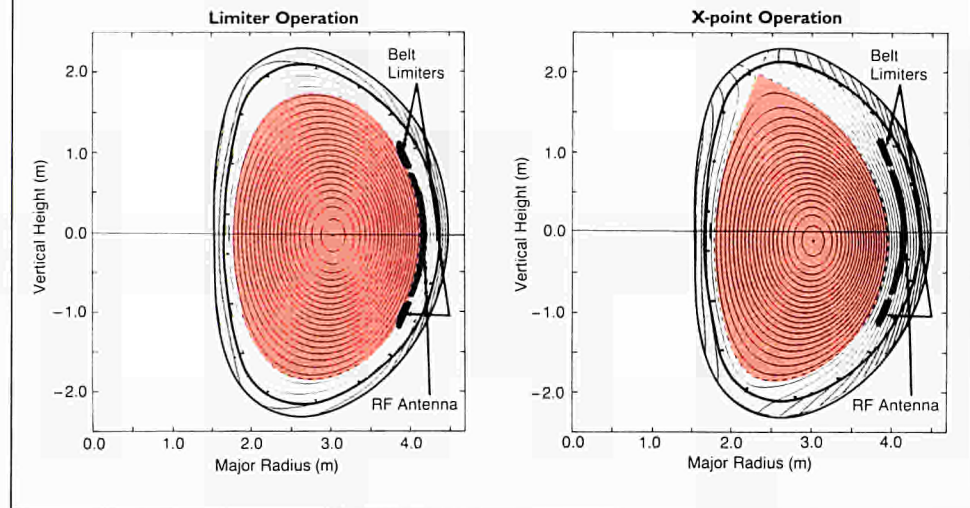 Limiter Operation
Belt
Limiters
2.0
1.0
0.0
−1.0
−2.0
Vertical Height (m)
RF Antenna
0.0 1.0 2.0 3.0 4.0
Major Radius (m)
X-point Operation
Belt
Limiters
2.0
1.0
0.0
−1.0
−2.0
Vertical Height (m)
RF Antenna
0.0 1.0 2.0 3.0 4.0
Major Radius (m)